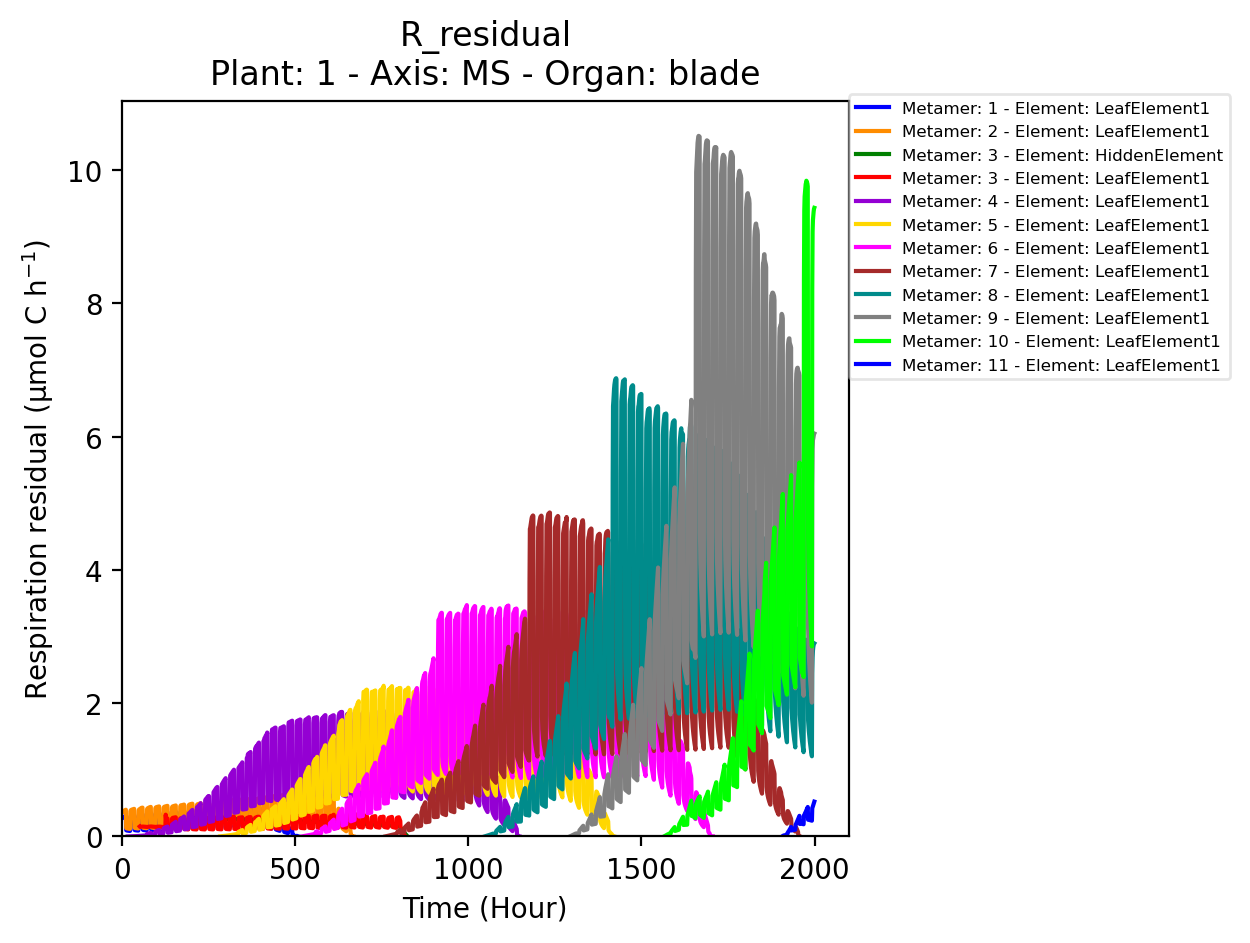 R_residual
Plant: 1 - Axis: MS - Organ: blade
Respiration residual (µmol C h⁻¹)
10
8
6
4
2
0
0
500
1000
1500
2000
Time (Hour)
Metamer: 1 - Element: LeafElement1
Metamer: 2 - Element: LeafElement1
Metamer: 3 - Element: HiddenElement
Metamer: 3 - Element: LeafElement1
Metamer: 4 - Element: LeafElement1
Metamer: 5 - Element: LeafElement1
Metamer: 6 - Element: LeafElement1
Metamer: 7 - Element: LeafElement1
Metamer: 8 - Element: LeafElement1
Metamer: 9 - Element: LeafElement1
Metamer: 10 - Element: LeafElement1
Metamer: 11 - Element: LeafElement1